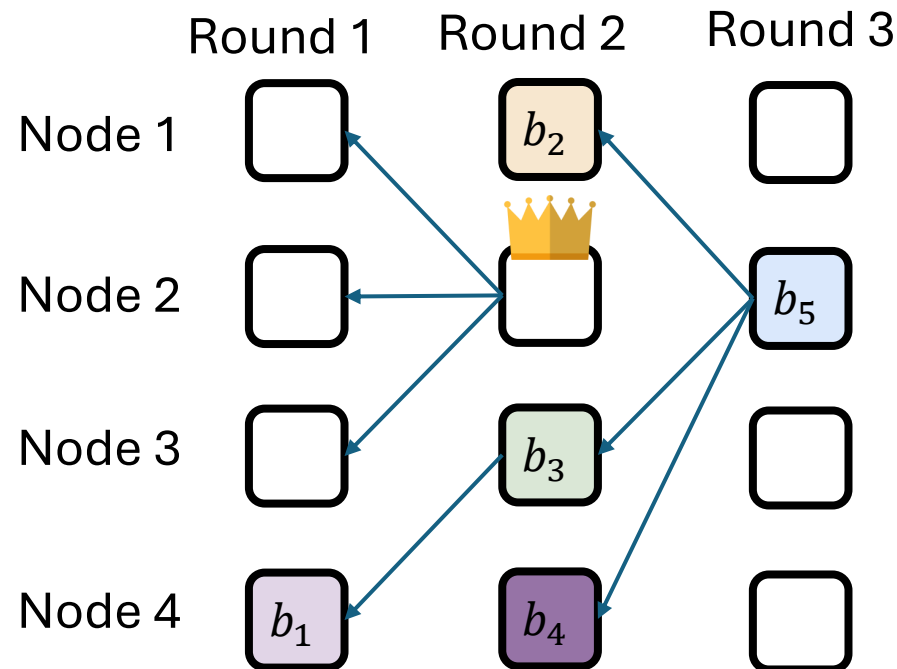 Round 1 Round 2 Round 3
Node 1 b₂
Node 2 b₅
Node 3 b₃
Node 4 b₁ b₄